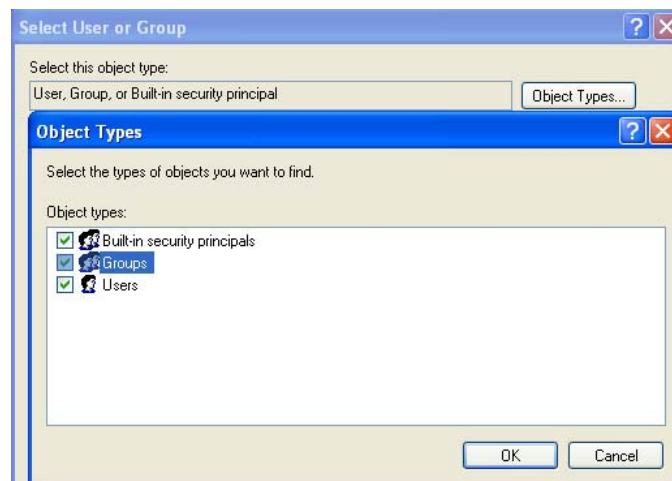 Select User or Group
Select this object type:
User, Group, or Built-in security principal
Object Types...
Object Types
Select the types of objects you want to find.
Object types:
Built-in security principals
Groups
Users
OK
Cancel